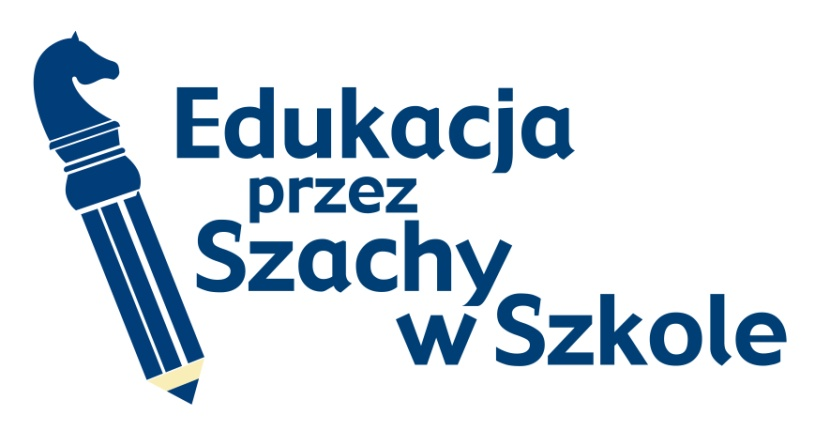 Edukacja
przez
Szachy
w Szkole